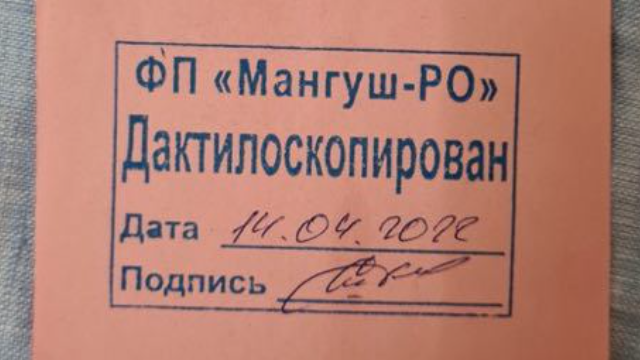 ФП «Мангуш-РО»
Дактилоскопирован
Дата 14.04.2022
Подпись